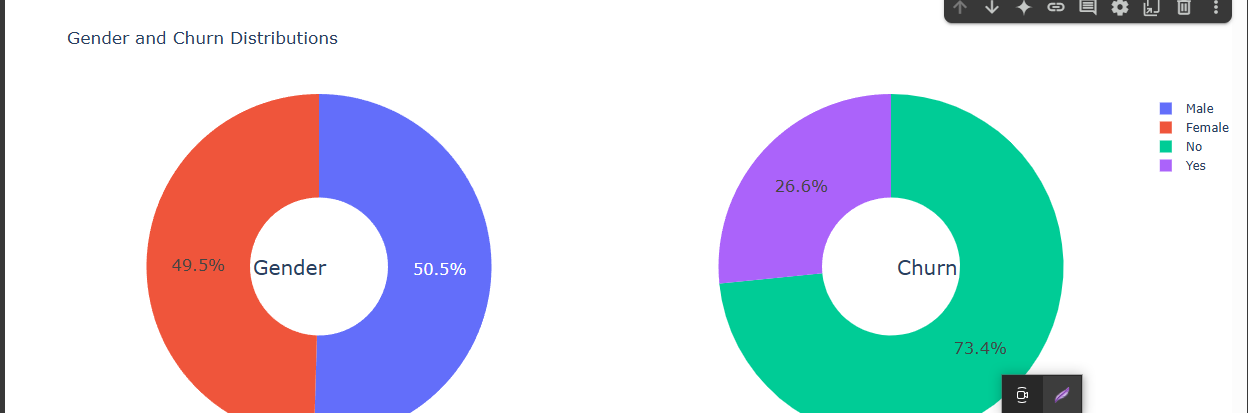 Gender and Churn Distributions
Male
Female
No
Yes
26.6%
49.5%
Gender
50.5%
Churn
73.4%